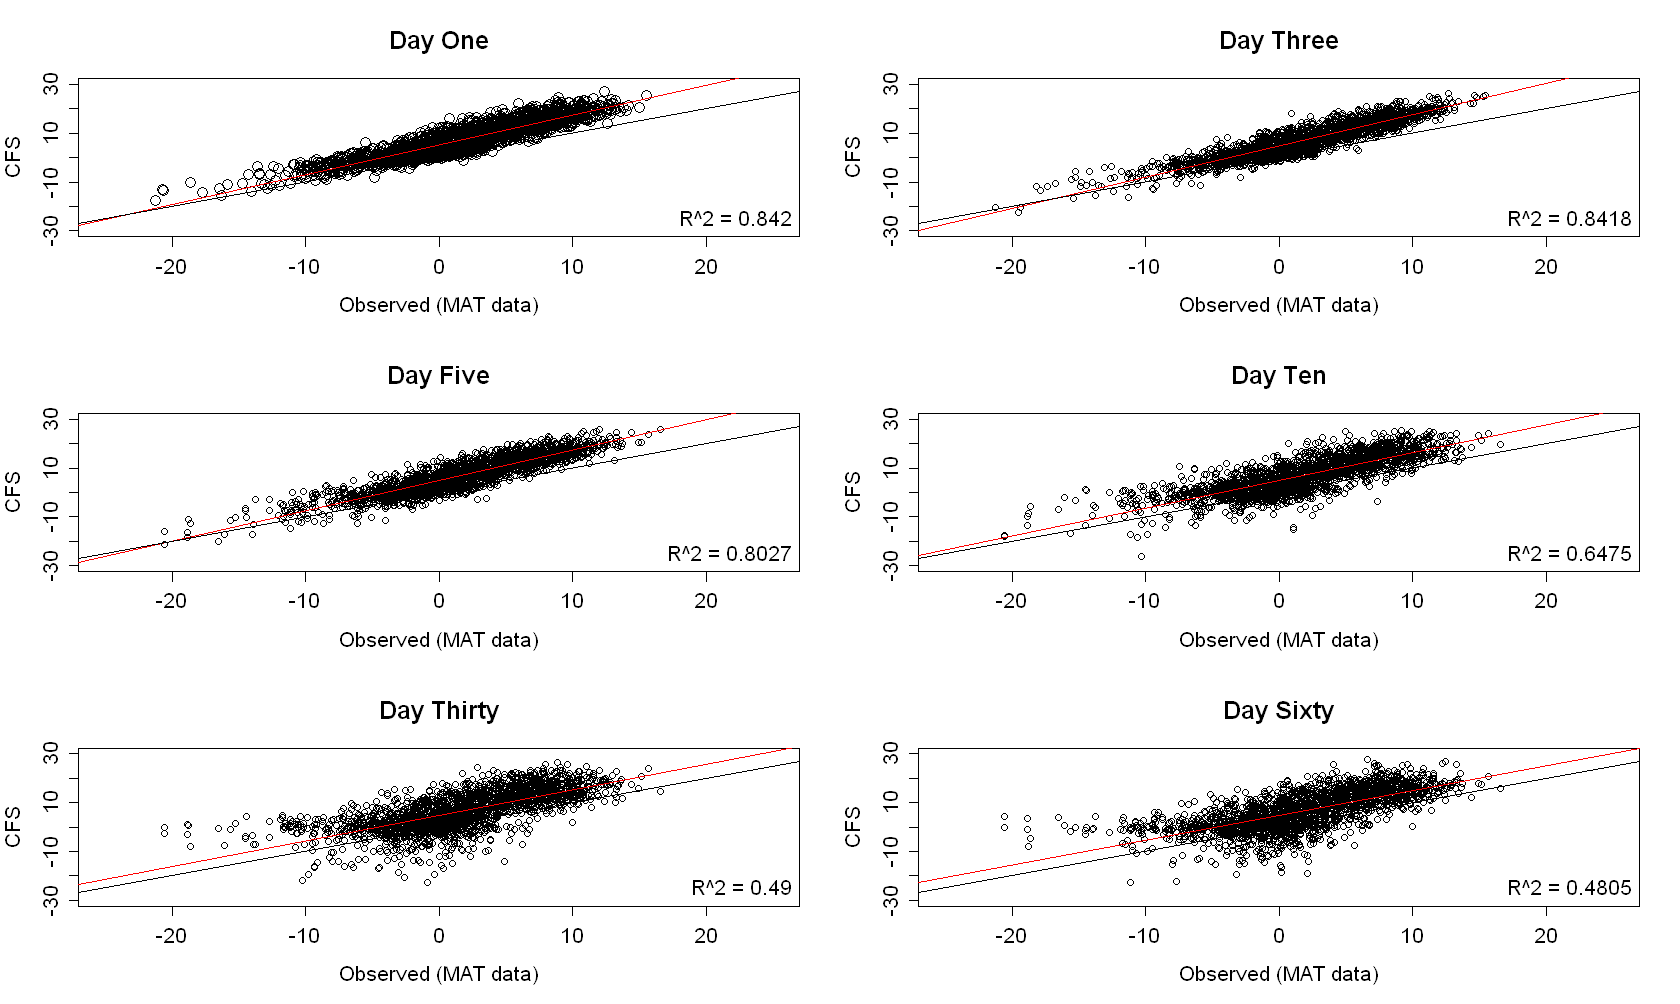 Day One
CFS
30
10
-10
-30
R^2 = 0.842
-20 -10 0 10 20
Observed (MAT data)
Day Three
CFS
30
10
-10
-30
R^2 = 0.8418
-20 -10 0 10 20
Observed (MAT data)
Day Five
CFS
30
10
-10
-30
R^2 = 0.8027
-20 -10 0 10 20
Observed (MAT data)
Day Ten
CFS
30
10
-10
-30
R^2 = 0.6475
-20 -10 0 10 20
Observed (MAT data)
Day Thirty
CFS
30
10
-10
-30
R^2 = 0.49
-20 -10 0 10 20
Observed (MAT data)
Day Sixty
CFS
30
10
-10
-30
R^2 = 0.4805
-20 -10 0 10 20
Observed (MAT data)